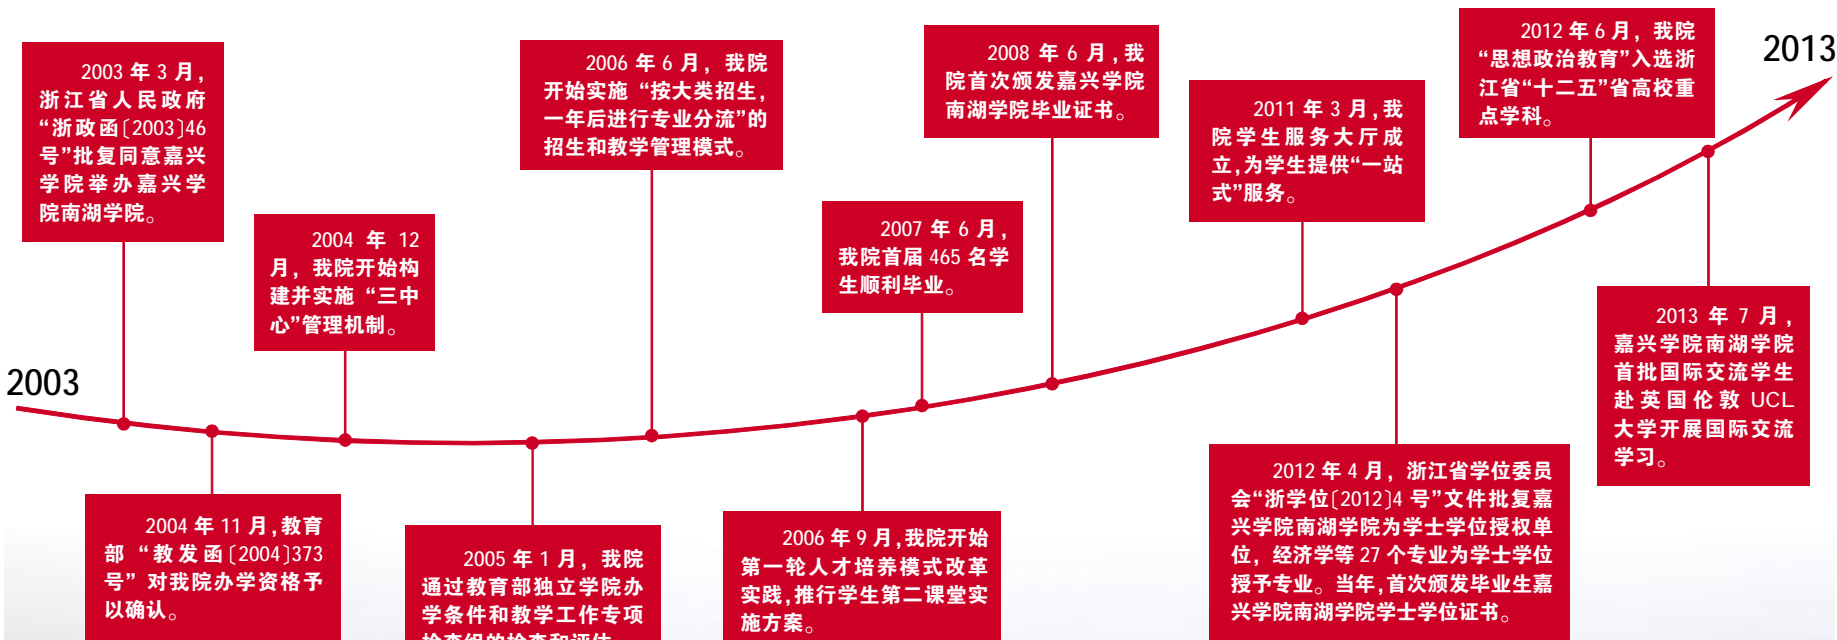 2003
2003 年 3 月，
浙江省人民政府
“浙政函〔2003〕46
号”批复同意嘉兴
学院举办嘉兴学
院南湖学院。
2004 年 11 月，教育
部 “教发函〔2004〕373
号” 对我院办学资格予
以确认。
2004 年 12
月，我院开始构
建并实施 “三中
心”管理机制。
2005 年 1 月，我院
通过教育部独立学院办
学条件和教学工作专项
检查组的检查和评估。
2006 年 6 月，我院
开始实施 “按大类招生，
一年后进行专业分流”的
招生和教学管理模式。
2006 年 9 月，我院开始
第一轮人才培养模式改革
实践，推行学生第二课堂实
施方案。
2007 年 6 月，
我院首届 465 名学
生顺利毕业。
2008 年 6 月，我
院首次颁发嘉兴学院
南湖学院毕业证书。
2011 年 3 月，我
院学生服务大厅成
立，为学生提供“一站
式”服务。
2012 年 4 月，浙江省学位委员
会“浙学位〔2012〕4 号”文件批复嘉
兴学院南湖学院为学士学位授权单
位，经济学等 27 个专业为学士学位
授予专业。当年，首次颁发毕业生嘉
兴学院南湖学院学士学位证书。
2012 年 6 月，我院
“思想政治教育”入选浙
江省“十二五”省高校重
点学科。
2013 年 7 月，
嘉兴学院南湖学院
首批国际交流学生
赴英国伦敦 UCL
大学开展国际交流
学习。
2013